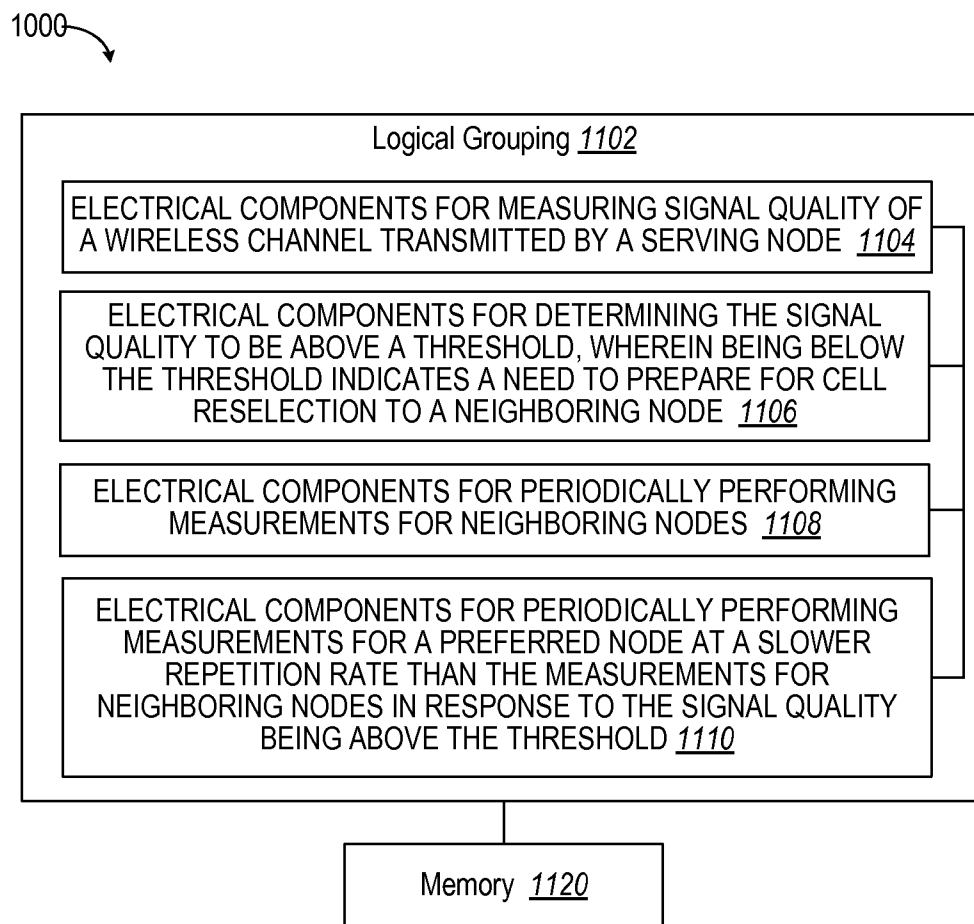 1000
Logical Grouping 1102
ELECTRICAL COMPONENTS FOR MEASURING SIGNAL QUALITY OF
A WIRELESS CHANNEL TRANSMITTED BY A SERVING NODE 1104
ELECTRICAL COMPONENTS FOR DETERMINING THE SIGNAL
QUALITY TO BE ABOVE A THRESHOLD, WHEREIN BEING BELOW
THE THRESHOLD INDICATES A NEED TO PREPARE FOR CELL
RESELECTION TO A NEIGHBORING NODE 1106
ELECTRICAL COMPONENTS FOR PERIODICALLY PERFORMING
MEASUREMENTS FOR NEIGHBORING NODES 1108
ELECTRICAL COMPONENTS FOR PERIODICALLY PERFORMING
MEASUREMENTS FOR A PREFERRED NODE AT A SLOWER
REPETITION RATE THAN THE MEASUREMENTS FOR
NEIGHBORING NODES IN RESPONSE TO THE SIGNAL QUALITY
BEING ABOVE THE THRESHOLD 1110
Memory 1120